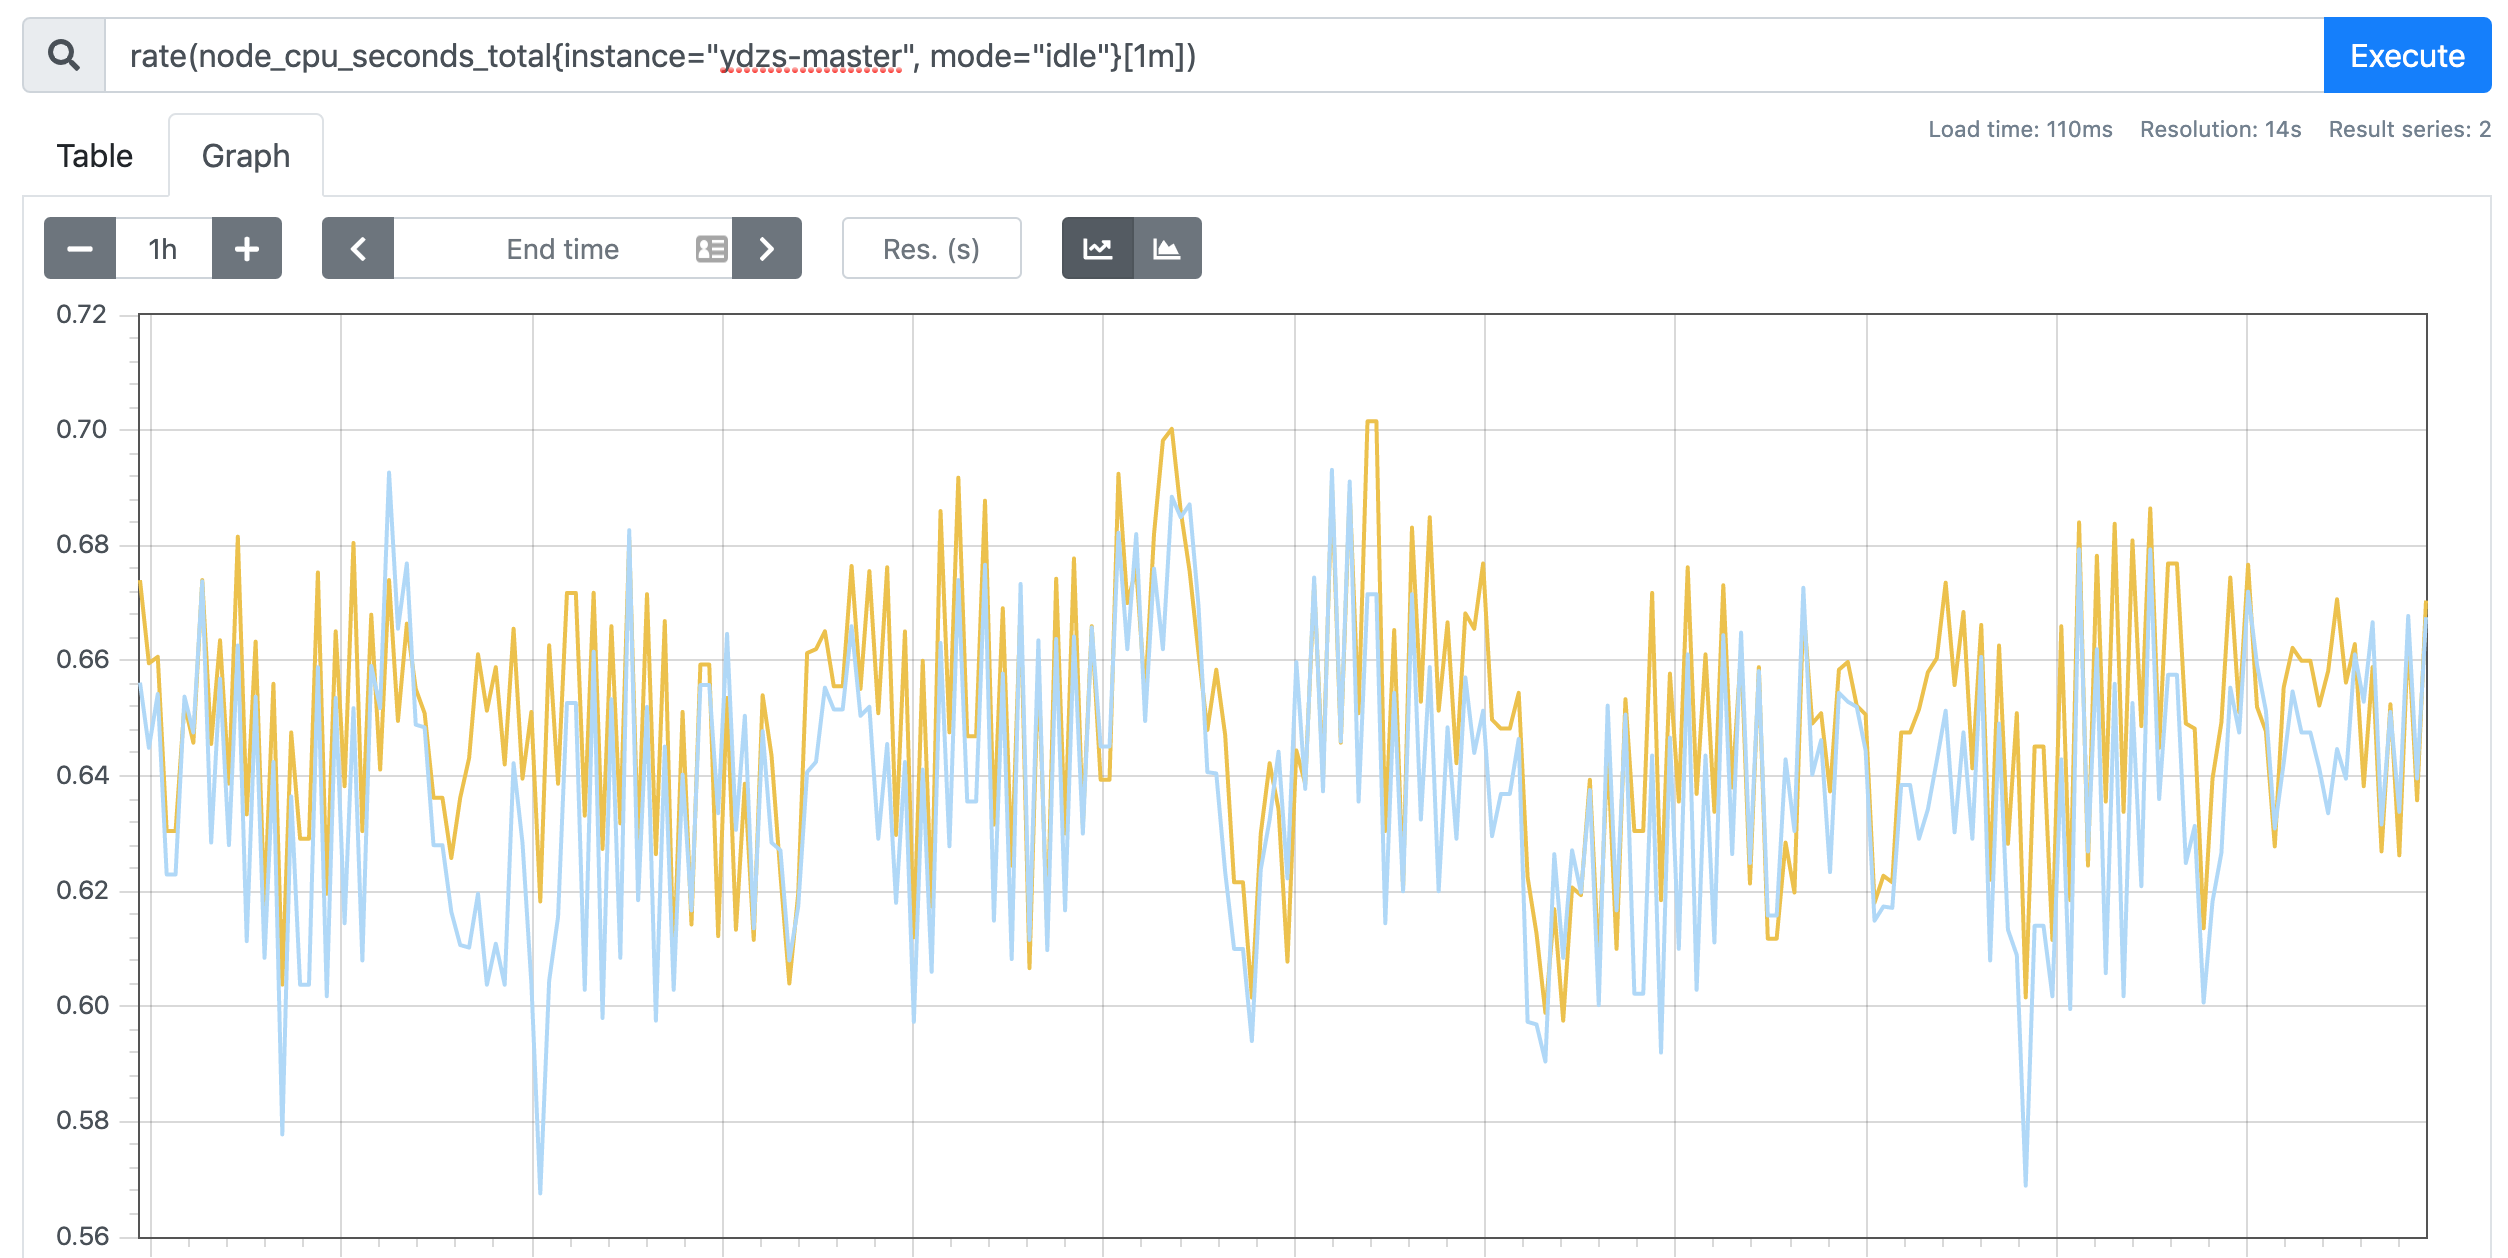 rate(node_cpu_seconds_total{instance="ydzs-master", mode="idle"}[1m])
Execute
Load time: 110ms Resolution: 14s Result series: 2
Table
Graph
1h
End time
Res. (s)
0.72
0.70
0.68
0.66
0.64
0.62
0.60
0.58
0.56